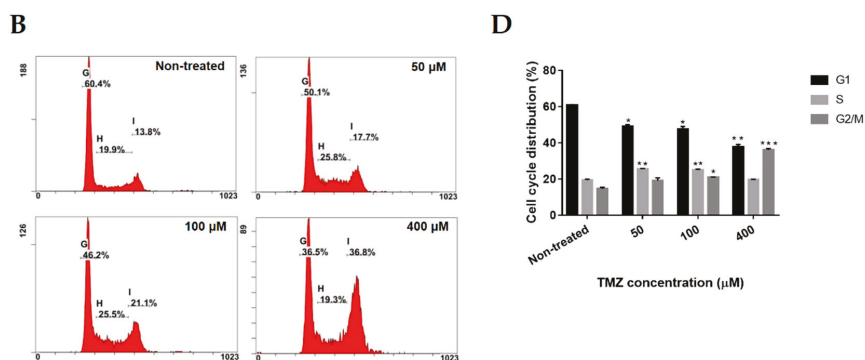 B
Non-treated
188
G
60.4%
H
19.9%
I
13.8%
0
1023
50 µM
136
G
50.1%
H
25.8%
I
17.7%
0
1023
100 µM
126
G
46.2%
H
25.5%
I
21.1%
0
1023
400 µM
89
G
36.5%
H
19.3%
I
36.8%
0
1023
D
G1
S
G2/M
Cell cycle distribution (%)
80
60
40
20
0
*
**
*
**
*
**
***
Non-treated
50
100
400
TMZ concentration (µM)